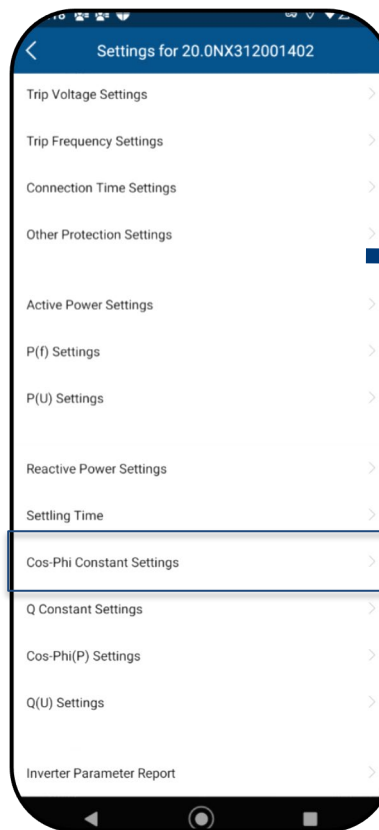 Settings for 20.0NX312001402
Trip Voltage Settings
Trip Frequency Settings
Connection Time Settings
Other Protection Settings
Active Power Settings
P(f) Settings
P(U) Settings
Reactive Power Settings
Settling Time
Cos-Phi Constant Settings
Q Constant Settings
Cos-Phi(P) Settings
Q(U) Settings
Inverter Parameter Report